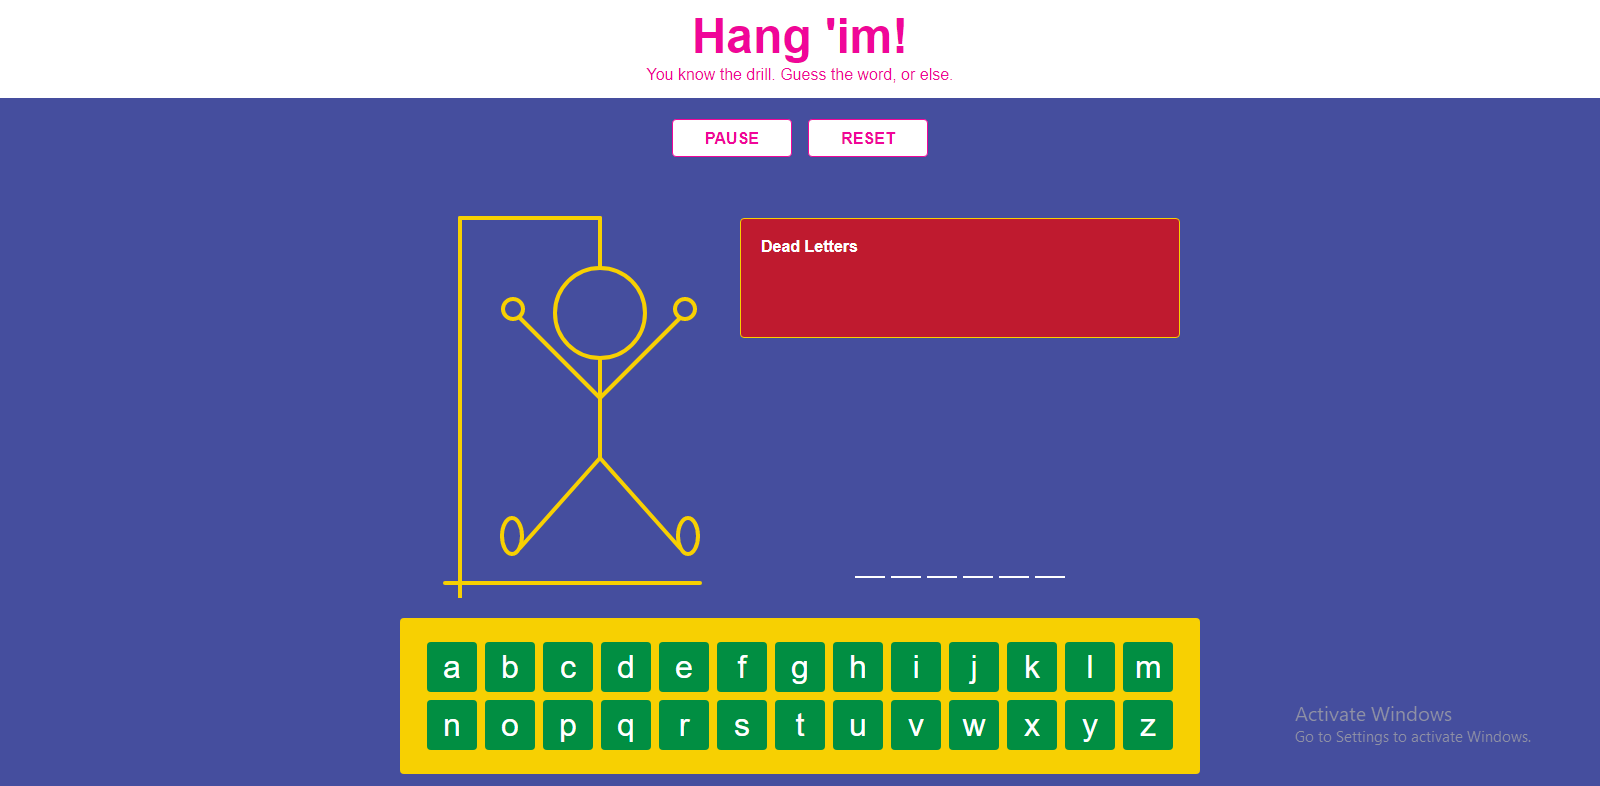 Hang 'im!
You know the drill. Guess the word, or else.
PAUSE RESET
Dead Letters
a b c d e f g h i j k l m
n o p q r s t u v w x y z
Activate Windows
Go to Settings to activate Windows.